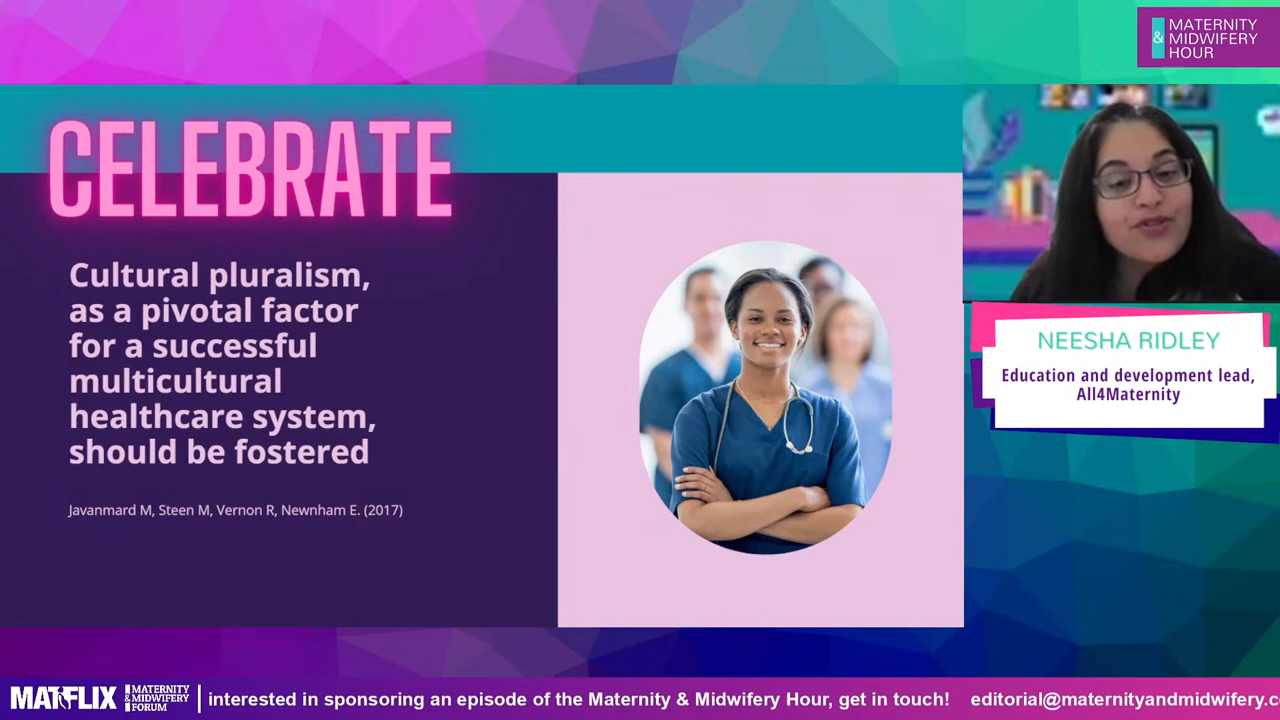 MATERNITY
& MIDWIFERY
HOUR
CELEBRATE
Cultural pluralism,
as a pivotal factor
for a successful
multicultural
healthcare system,
should be fostered
Javanmard M, Steen M, Vernon R, Newnham E. (2017)
NEESHA RIDLEY
Education and development lead,
All4Maternity
MATFLIX
MATERNITY
& MIDWIFERY
FORUM
interested in sponsoring an episode of the Maternity & Midwifery Hour, get in touch! editorial@maternityandmidwifery.c